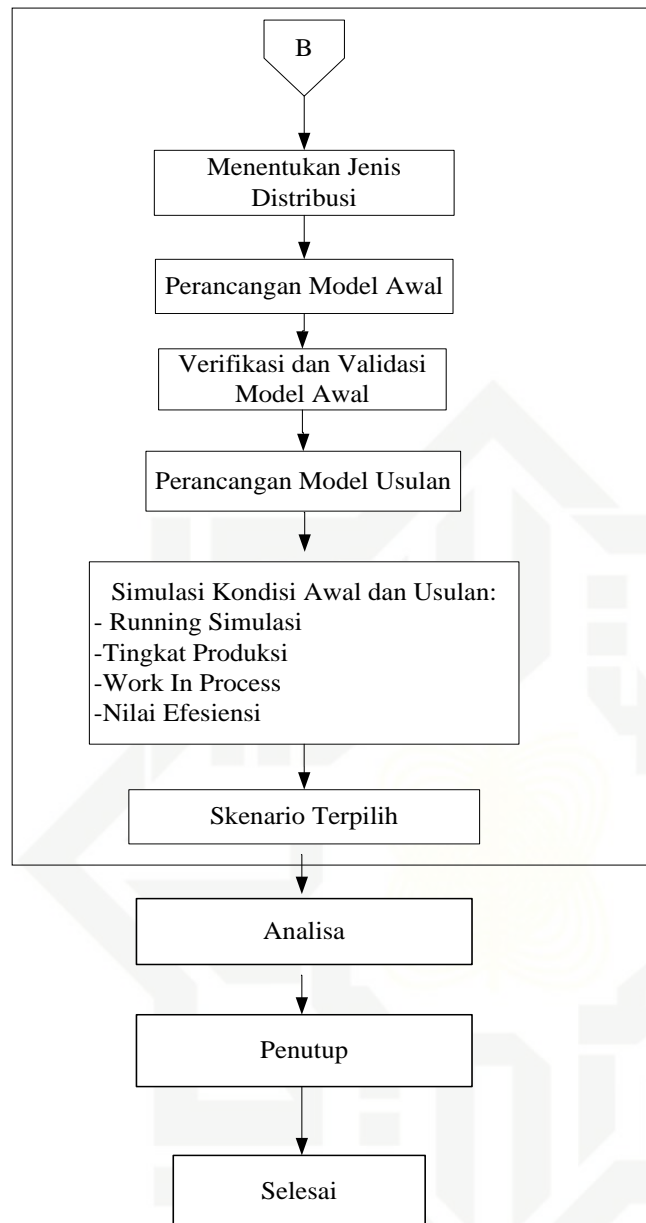 B
Menentukan Jenis
Distribusi
Perancangan Model Awal
Verifikasi dan Validasi
Model Awal
Perancangan Model Usulan
Simulasi Kondisi Awal dan Usulan:
- Running Simulasi
-Tingkat Produksi
-Work In Process
-Nilai Efesiensi
Skenario Terpilih
Analisa
Penutup
Selesai